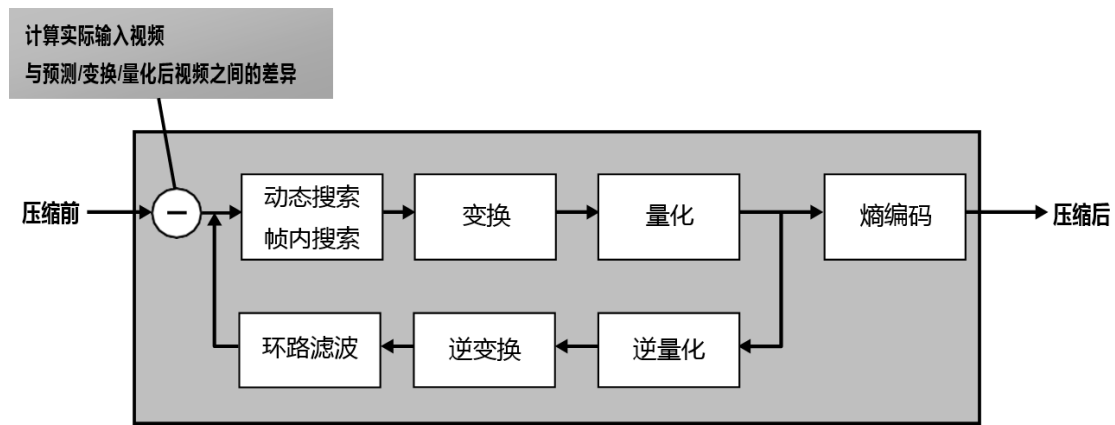 计算实际输入视频
与预测/变换/量化后视频之间的差异
压缩前
动态搜索
帧内搜索
变换
量化
熵编码
压缩后
环路滤波
逆变换
逆量化